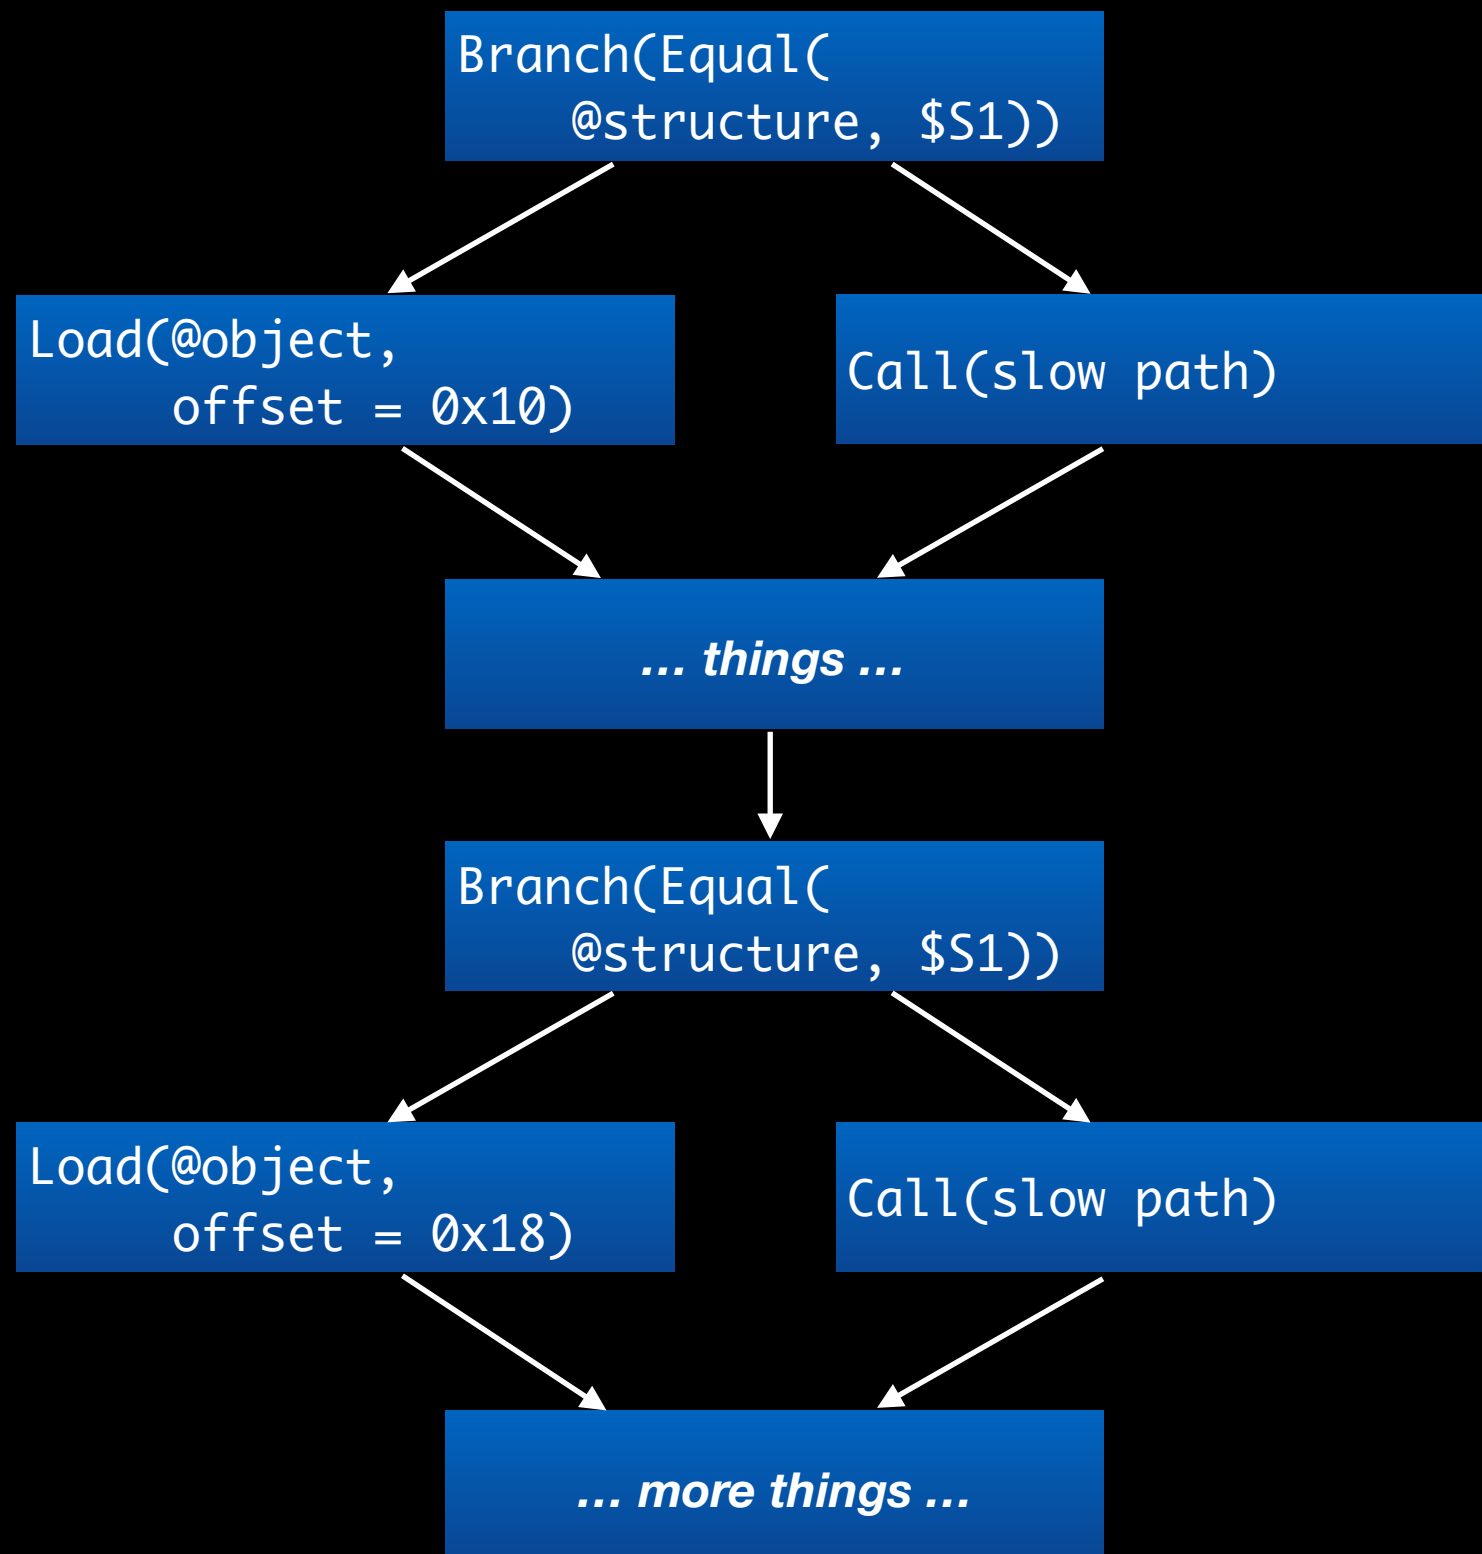 Branch(Equal(
@structure, $S1))
Load(@object,
offset = 0x10)
Call(slow path)
… things …
Branch(Equal(
@structure, $S1))
Load(@object,
offset = 0x18)
Call(slow path)
… more things …